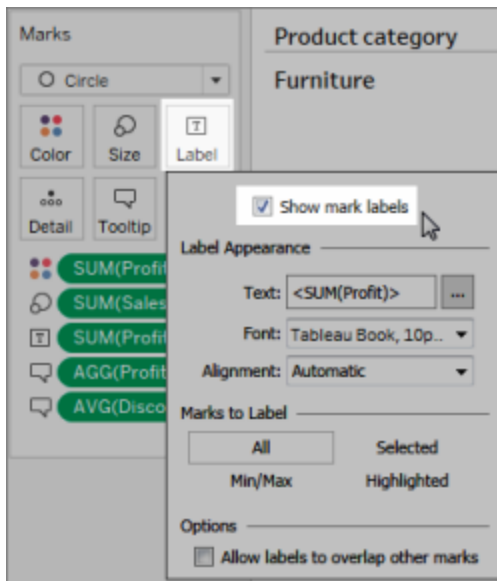 Marks
Product category
Circle
Furniture
Color Size Label
Show mark labels
Detail Tooltip
Label Appearance
SUM(Profi
Text: <SUM(Profit)> ...
SUM(Sales
Font: Tableau Book, 10p..
SUM(Profi
Alignment: Automatic
AGG(Profit
AVG(Disco
Marks to Label
All Selected
Min/Max Highlighted
Options
Allow labels to overlap other marks